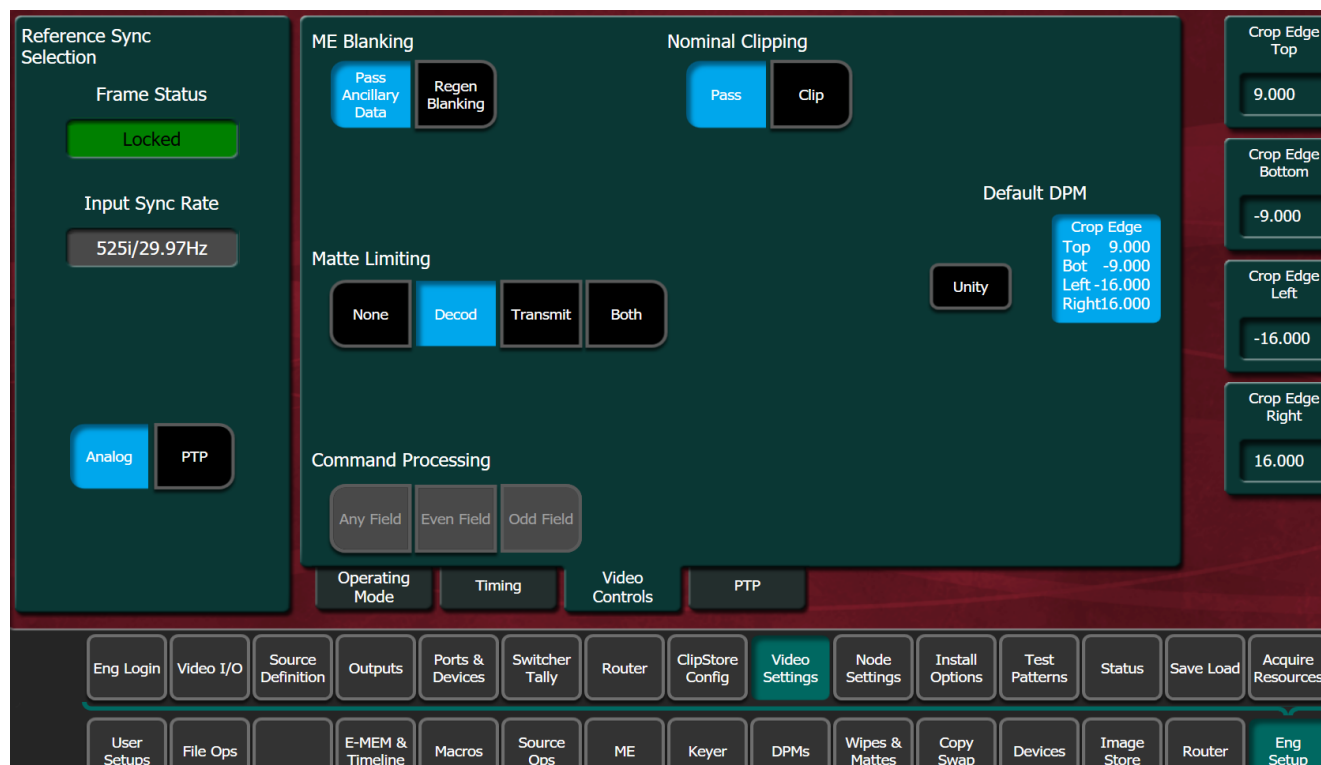 Reference Sync
Selection
Frame Status
Locked
Input Sync Rate
525i/29.97Hz
Analog
PTP
ME Blanking
Pass
Ancillary
Data
Regen
Blanking
Nominal Clipping
Pass
Clip
Default DPM
Unity
Crop Edge
Top 9.000
Bot -9.000
Left -16.000
Right16.000
Matte Limiting
None
Decod
Transmit
Both
Command Processing
Any Field
Even Field
Odd Field
Operating
Mode
Timing
Video
Controls
PTP
Crop Edge
Top
9.000
Crop Edge
Bottom
-9.000
Crop Edge
Left
-16.000
Crop Edge
Right
16.000
Eng Login
Video I/O
Source
Definition
Outputs
Ports &
Devices
Switcher
Tally
Router
ClipStore
Config
Video
Settings
Node
Settings
Install
Options
Test
Patterns
Status
Save Load
Acquire
Resources
User
Setups
File Ops
E-MEM &
Timeline
Macros
Source
Ops
ME
Keyer
DPMs
Wipes &
Mattes
Copy
Swap
Devices
Image
Store
Router
Eng
Setup